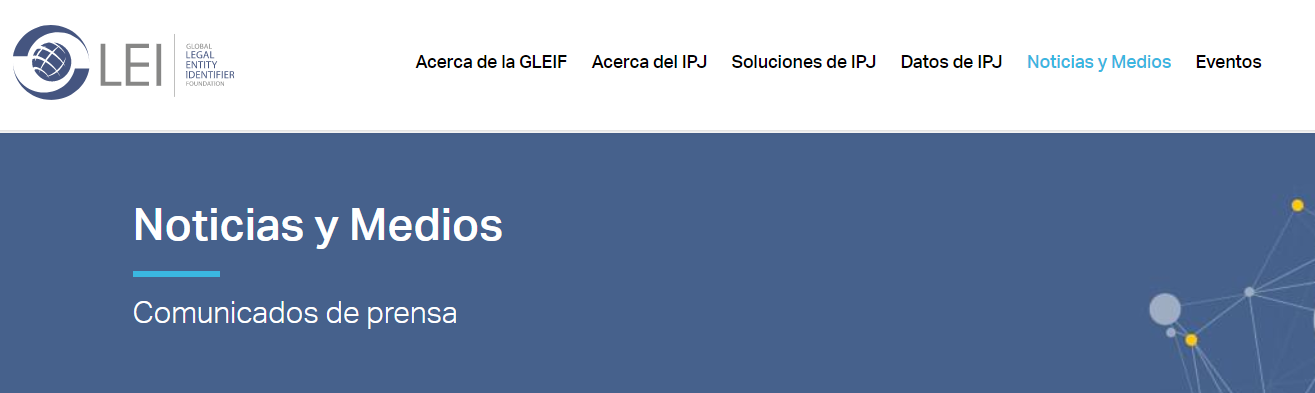 LEI
GLOBAL
LEGAL
ENTITY
IDENTIFIER
FOUNDATION
Acerca de la GLEIF Acerca del IPJ Soluciones de IPJ Datos de IPJ Noticias y Medios Eventos
Noticias y Medios
Comunicados de prensa